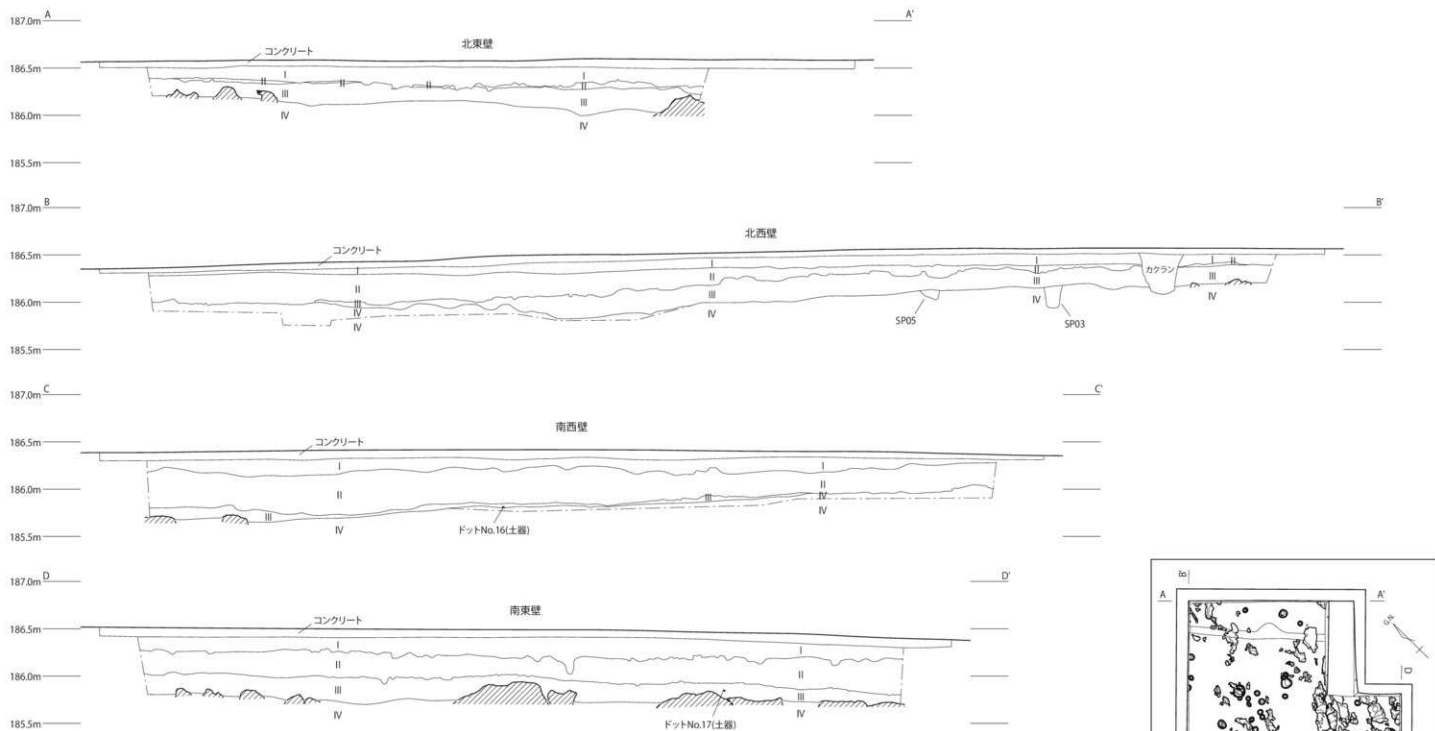 187.0m A A'
北東壁
コンクリート
186.5m
I I
II II II II
III III
186.0m
IV IV
185.5m
187.0m B B'
北西壁
コンクリート
186.5m
I I I I
II II II II
カクラン
III III III III
186.0m
IV IV IV IV
IV
SP05 SP03
185.5m
187.0m C C'
南西壁
コンクリート
186.5m
I I
II II
186.0m
III IV
III IV IV
ドットNo.16(土器)
185.5m
187.0m D D'
南東壁
コンクリート
186.5m
I I
II II
186.0m
III III
IV IV
ドットNo.17(土器)
185.5m
A A'
G.N.
D